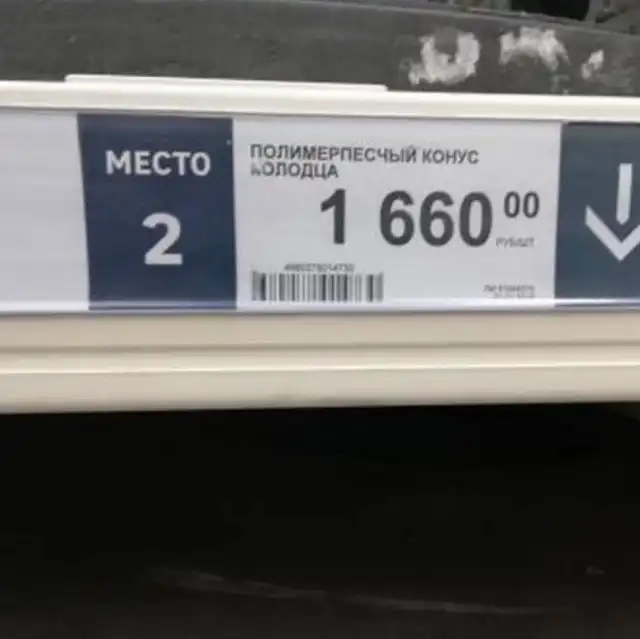 МЕСТО
2
ПОЛИМЕРПЕСЧЫЙ КОНУС
КОЛОДЦА
1 660 00
РУБ/ШТ